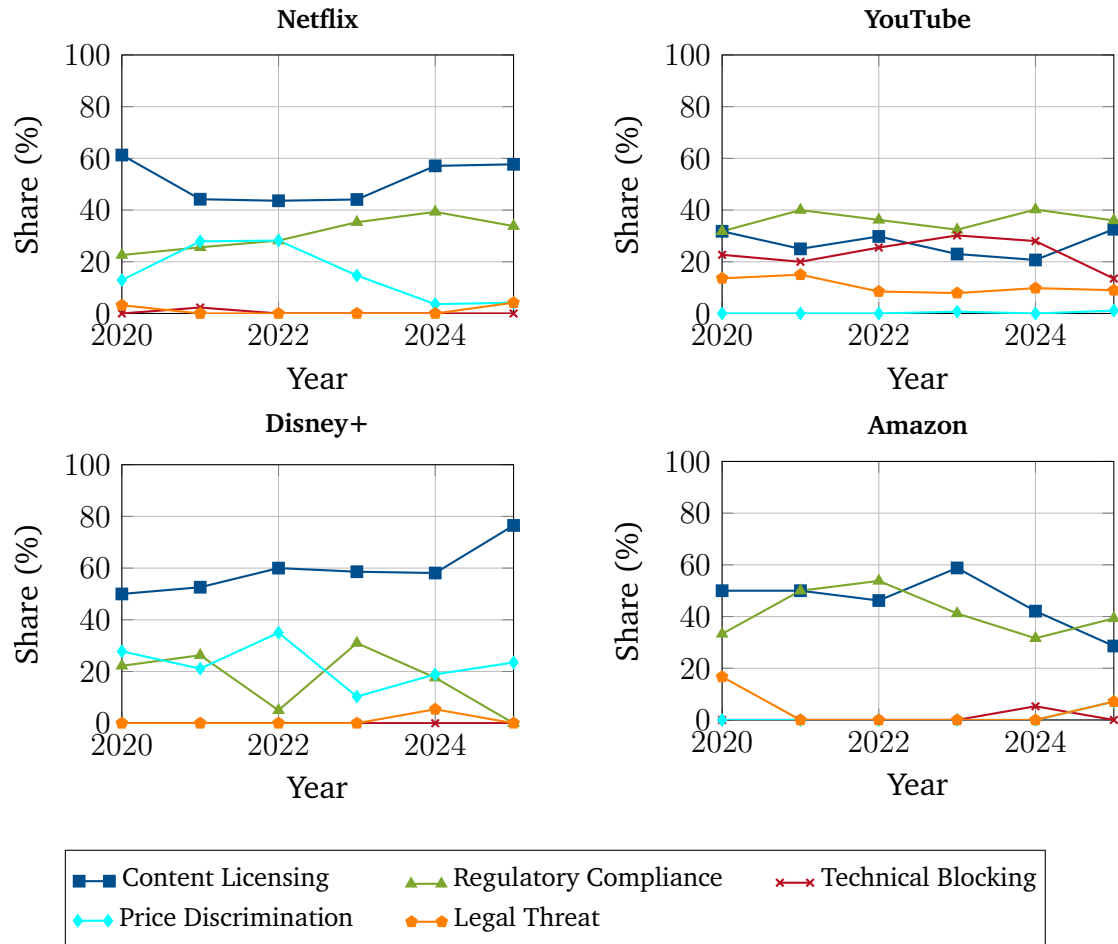 Netflix
YouTube
100
80
60
40
20
0
Share (%)
2020
2022
2024
Year
100
80
60
40
20
0
Share (%)
2020
2022
2024
Year
Disney+
Amazon
100
80
60
40
20
0
Share (%)
2020
2022
2024
Year
100
80
60
40
20
0
Share (%)
2020
2022
2024
Year
Content Licensing
Regulatory Compliance
Technical Blocking
Price Discrimination
Legal Threat